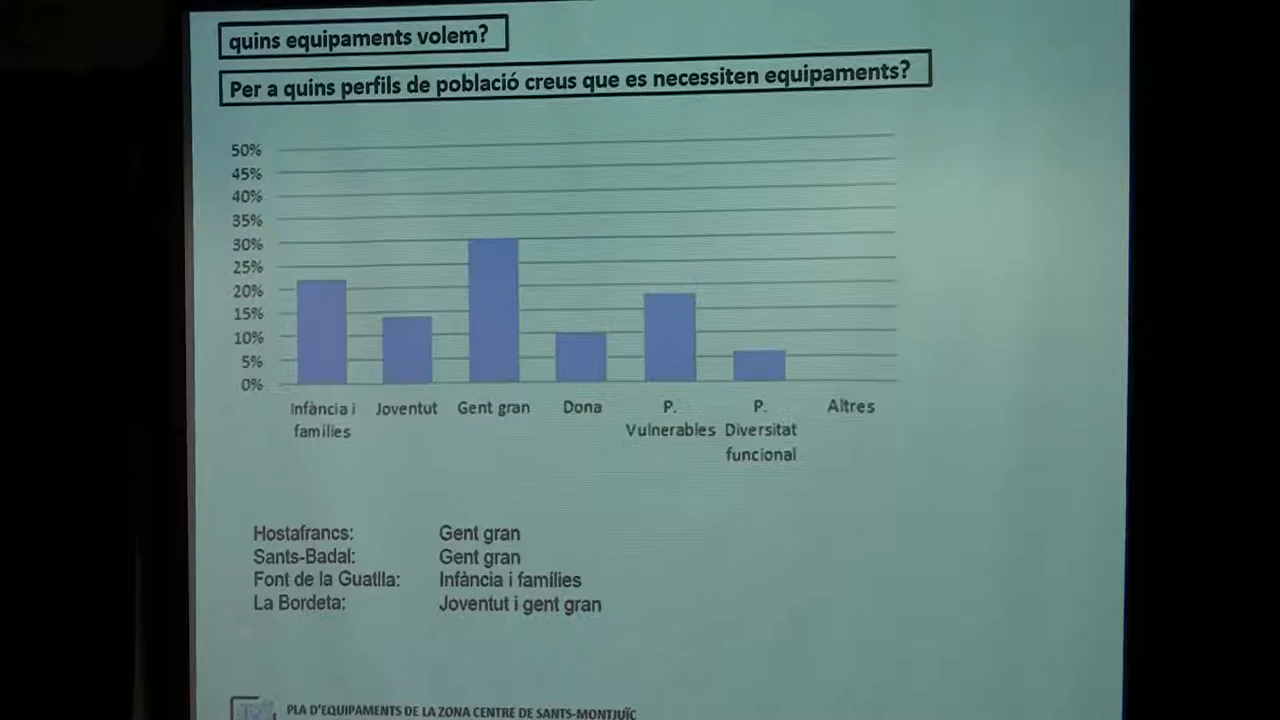 quins equipaments volem?
Per a quins perfils de població creus que es necessiten equipaments?
50%
45%
40%
35%
30%
25%
20%
15%
10%
5%
0%
Infància i famílies
Joventut
Gent gran
Dona
P. Vulnerables
P. Diversitat funcional
Altres
Hostafrancs: Gent gran
Sants-Badal: Gent gran
Font de la Guatlla: Infància i famílies
La Bordeta: Joventut i gent gran
PLA D'EQUIPAMENTS DE LA ZONA CENTRE DE SANTS-MONTJUÏC